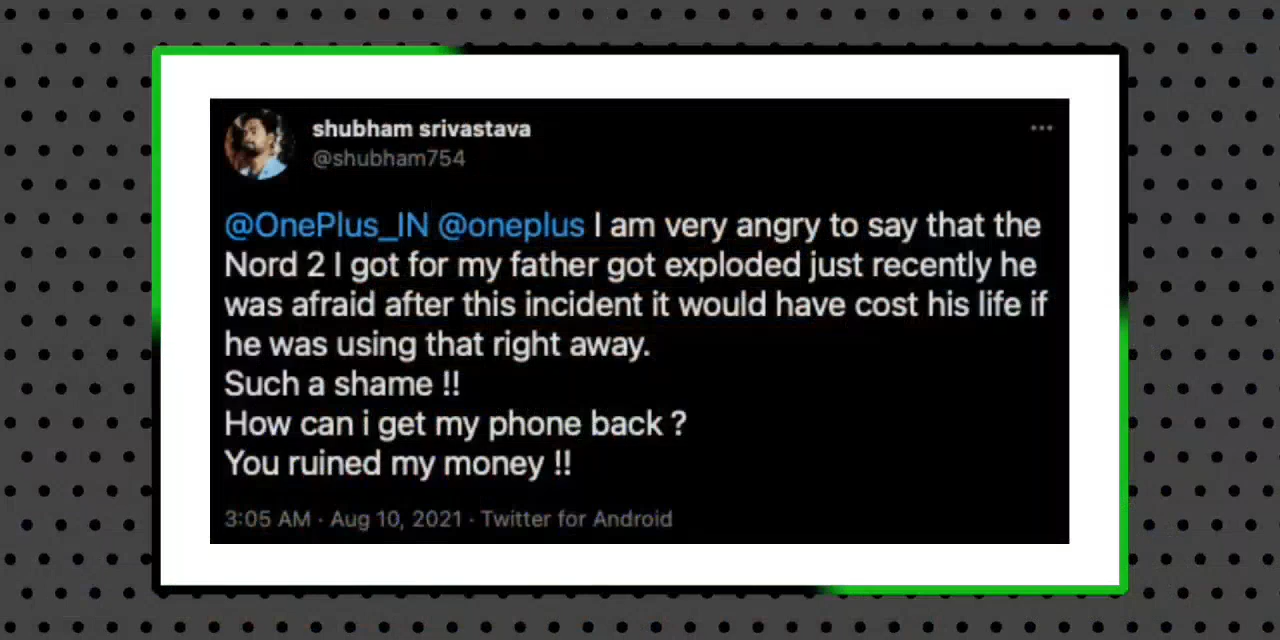 shubham srivastava
@shubham754
@OnePlus_IN @oneplus I am very angry to say that the
Nord 2 I got for my father got exploded just recently he
was afraid after this incident it would have cost his life if
he was using that right away.
Such a shame !!
How can i get my phone back ?
You ruined my money !!
3:05 AM · Aug 10, 2021 · Twitter for Android